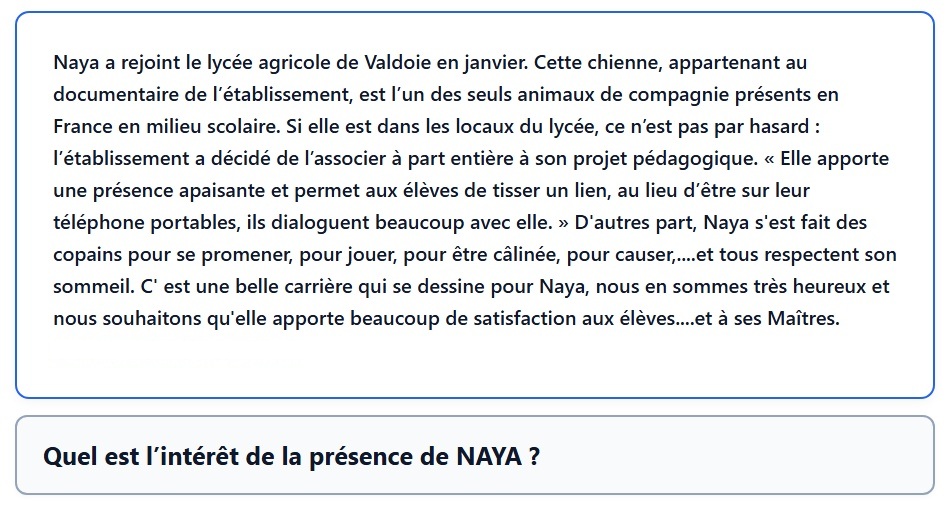 Naya a rejoint le lycée agricole de Valdoie en janvier. Cette chienne, appartenant au
documentaire de l’établissement, est l’un des seuls animaux de compagnie présents en
France en milieu scolaire. Si elle est dans les locaux du lycée, ce n’est pas par hasard :
l’établissement a décidé de l’associer à part entière à son projet pédagogique. « Elle apporte
une présence apaisante et permet aux élèves de tisser un lien, au lieu d’être sur leur
téléphone portables, ils dialoguent beaucoup avec elle. » D'autres part, Naya s'est fait des
copains pour se promener, pour jouer, pour être câlinée, pour causer,....et tous respectent son
sommeil. C' est une belle carrière qui se dessine pour Naya, nous en sommes très heureux et
nous souhaitons qu'elle apporte beaucoup de satisfaction aux élèves....et à ses Maîtres.
Quel est l’intérêt de la présence de NAYA ?